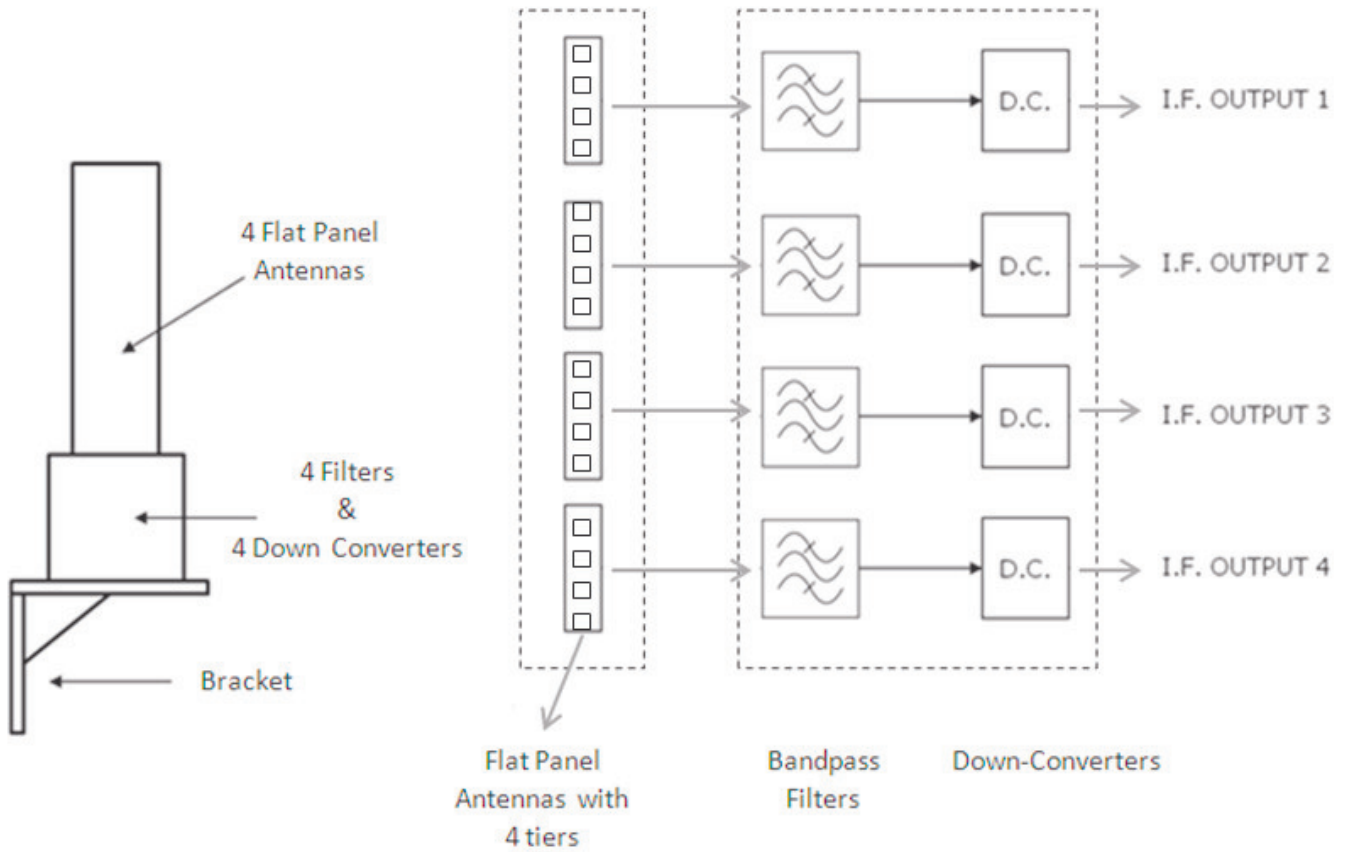 4 Flat Panel
Antennas
4 Filters
&
4 Down Converters
Bracket
D.C.
I.F. OUTPUT 1
D.C.
I.F. OUTPUT 2
D.C.
I.F. OUTPUT 3
D.C.
I.F. OUTPUT 4
Flat Panel
Antennas with
4 tiers
Bandpass
Filters
Down-Converters